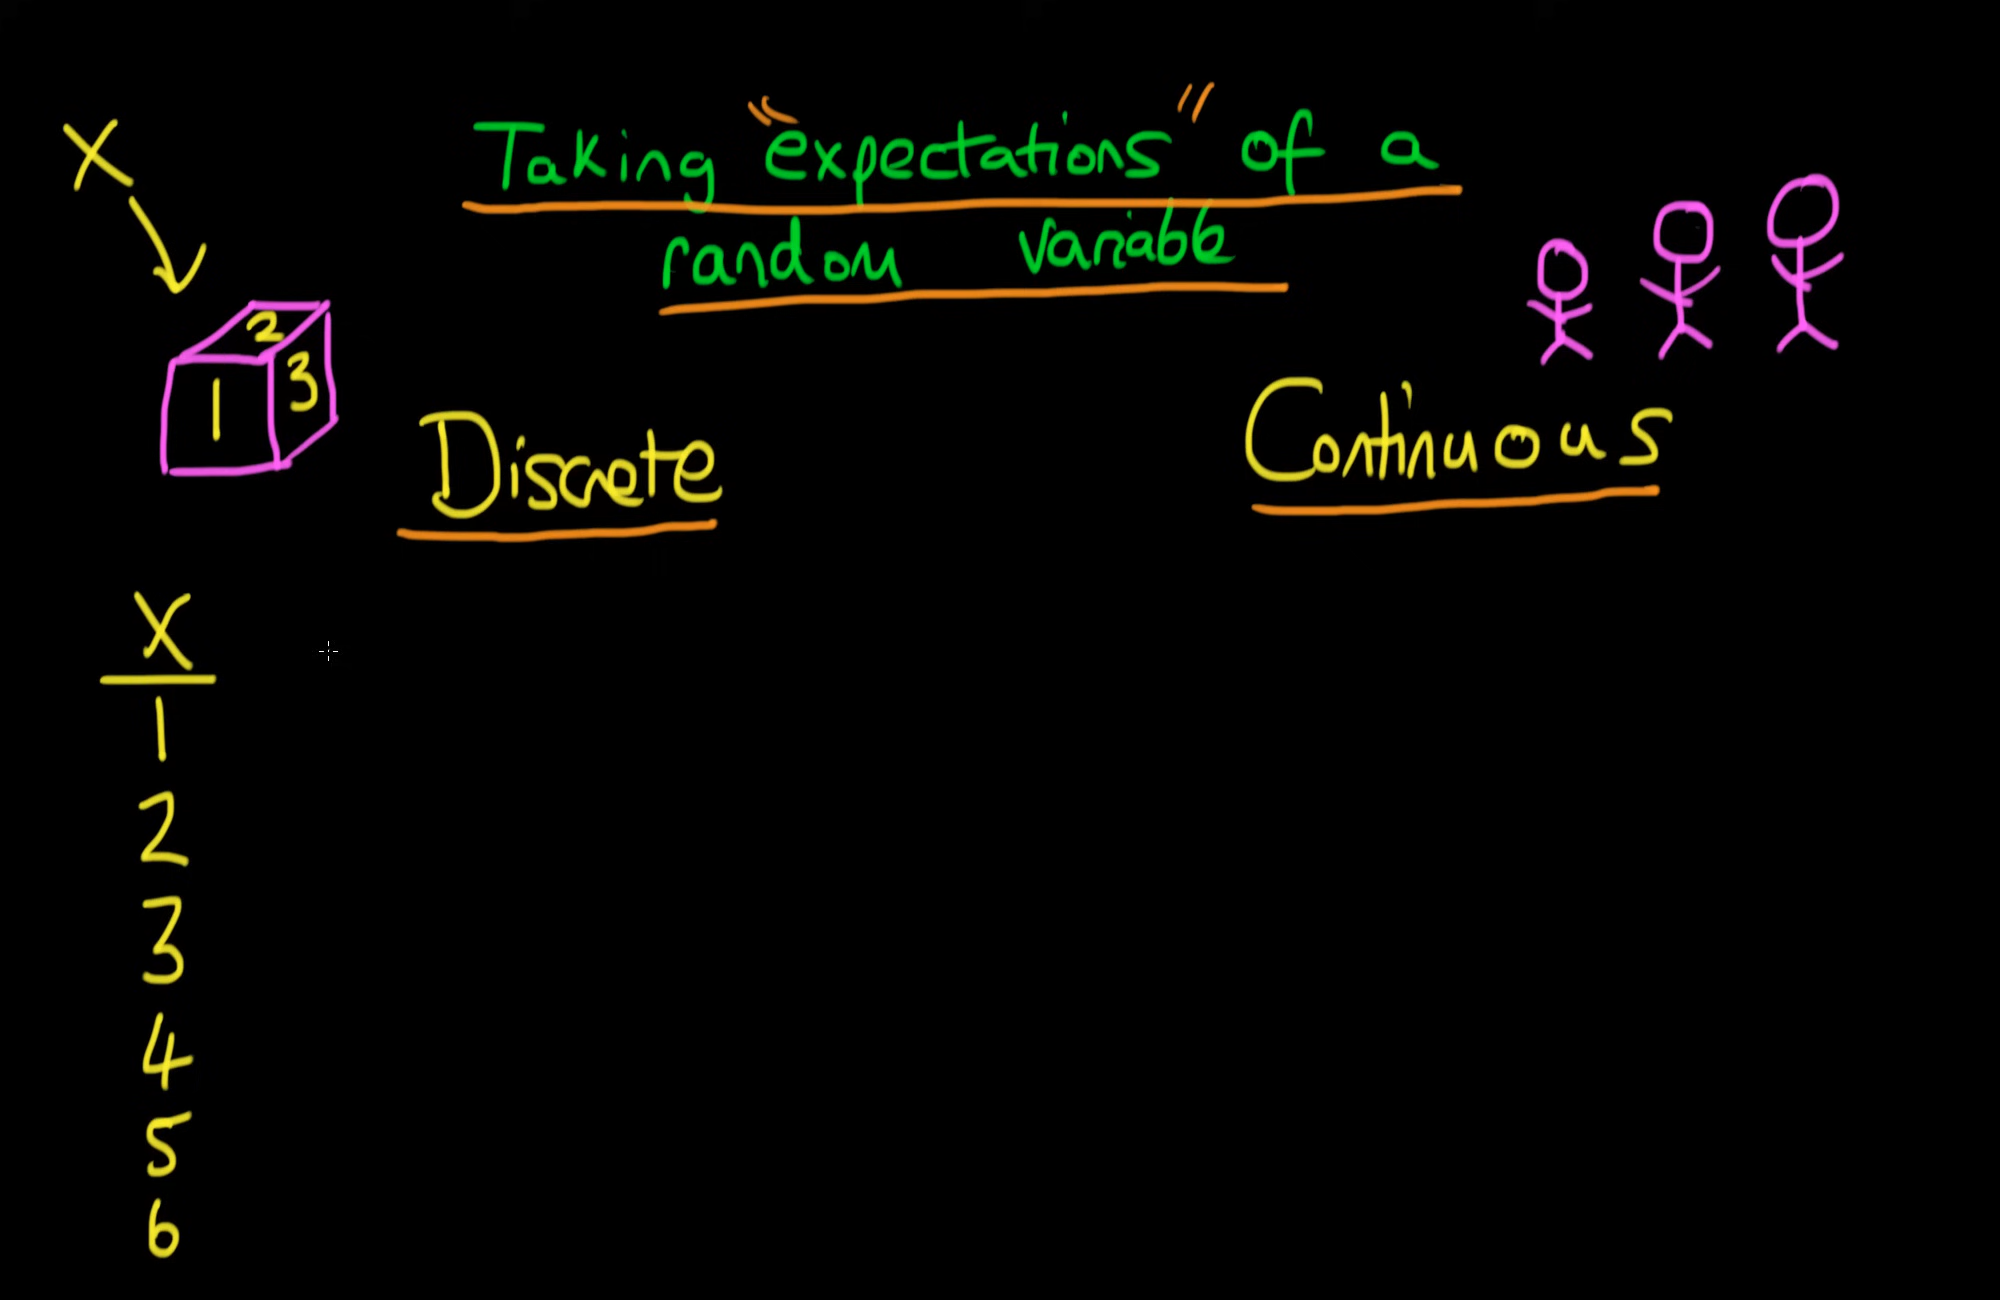 X
Taking "expectations" of a
random variable
2
1 3
Discrete
Continuous
X
1
2
3
4
5
6